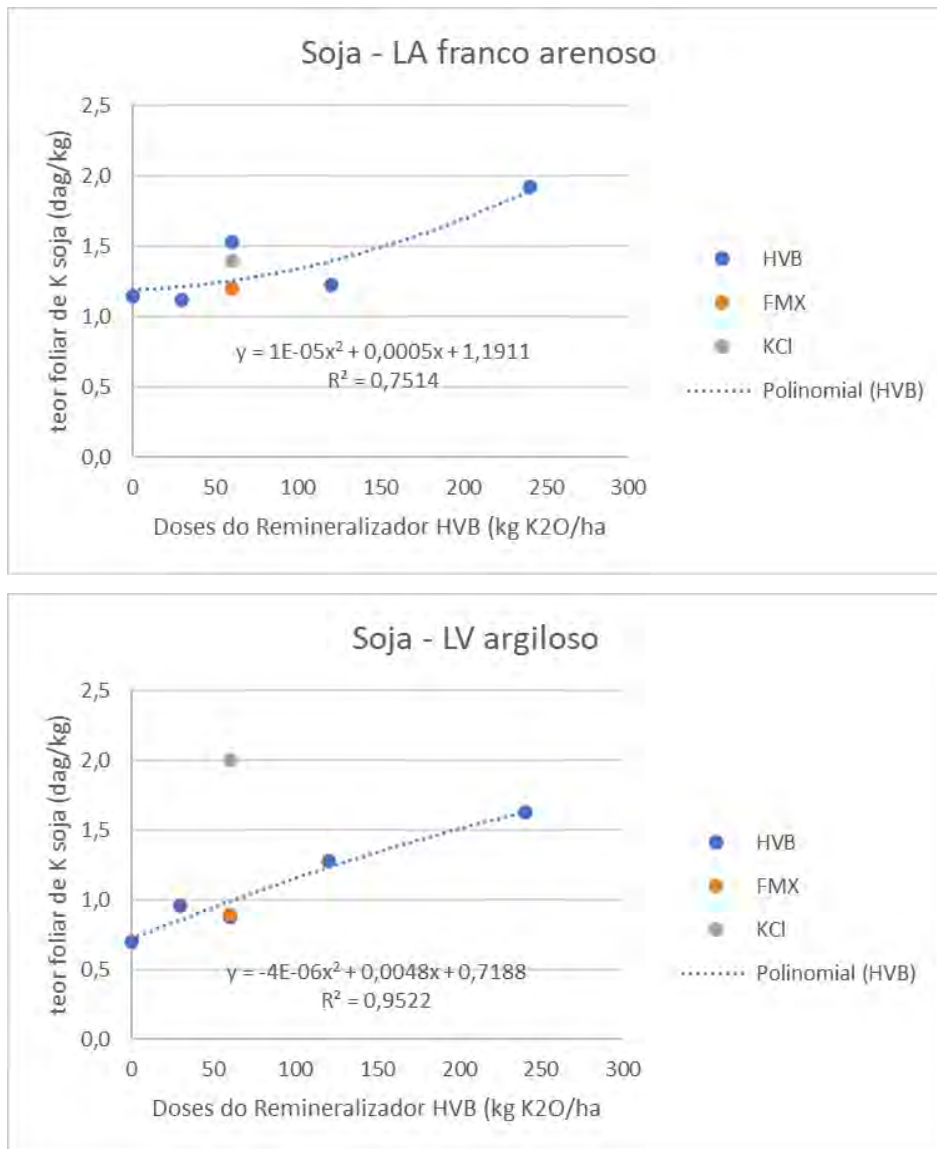 Soja - LA franco arenoso
teor foliar de K soja (dag/kg)
2,5
2,0
1,5
1,0
0,5
0,0
y = 1E-05x² + 0,0005x + 1,1911
R² = 0,7514
0 50 100 150 200 250 300
Doses do Remineralizador HVB (kg K2O/ha
HVB
FMX
KCl
Polinomial (HVB)
Soja - LV argiloso
teor foliar de K soja (dag/kg)
2,5
2,0
1,5
1,0
0,5
0,0
y = -4E-06x² + 0,0048x + 0,7188
R² = 0,9522
0 50 100 150 200 250 300
Doses do Remineralizador HVB (kg K2O/ha
HVB
FMX
KCl
Polinomial (HVB)